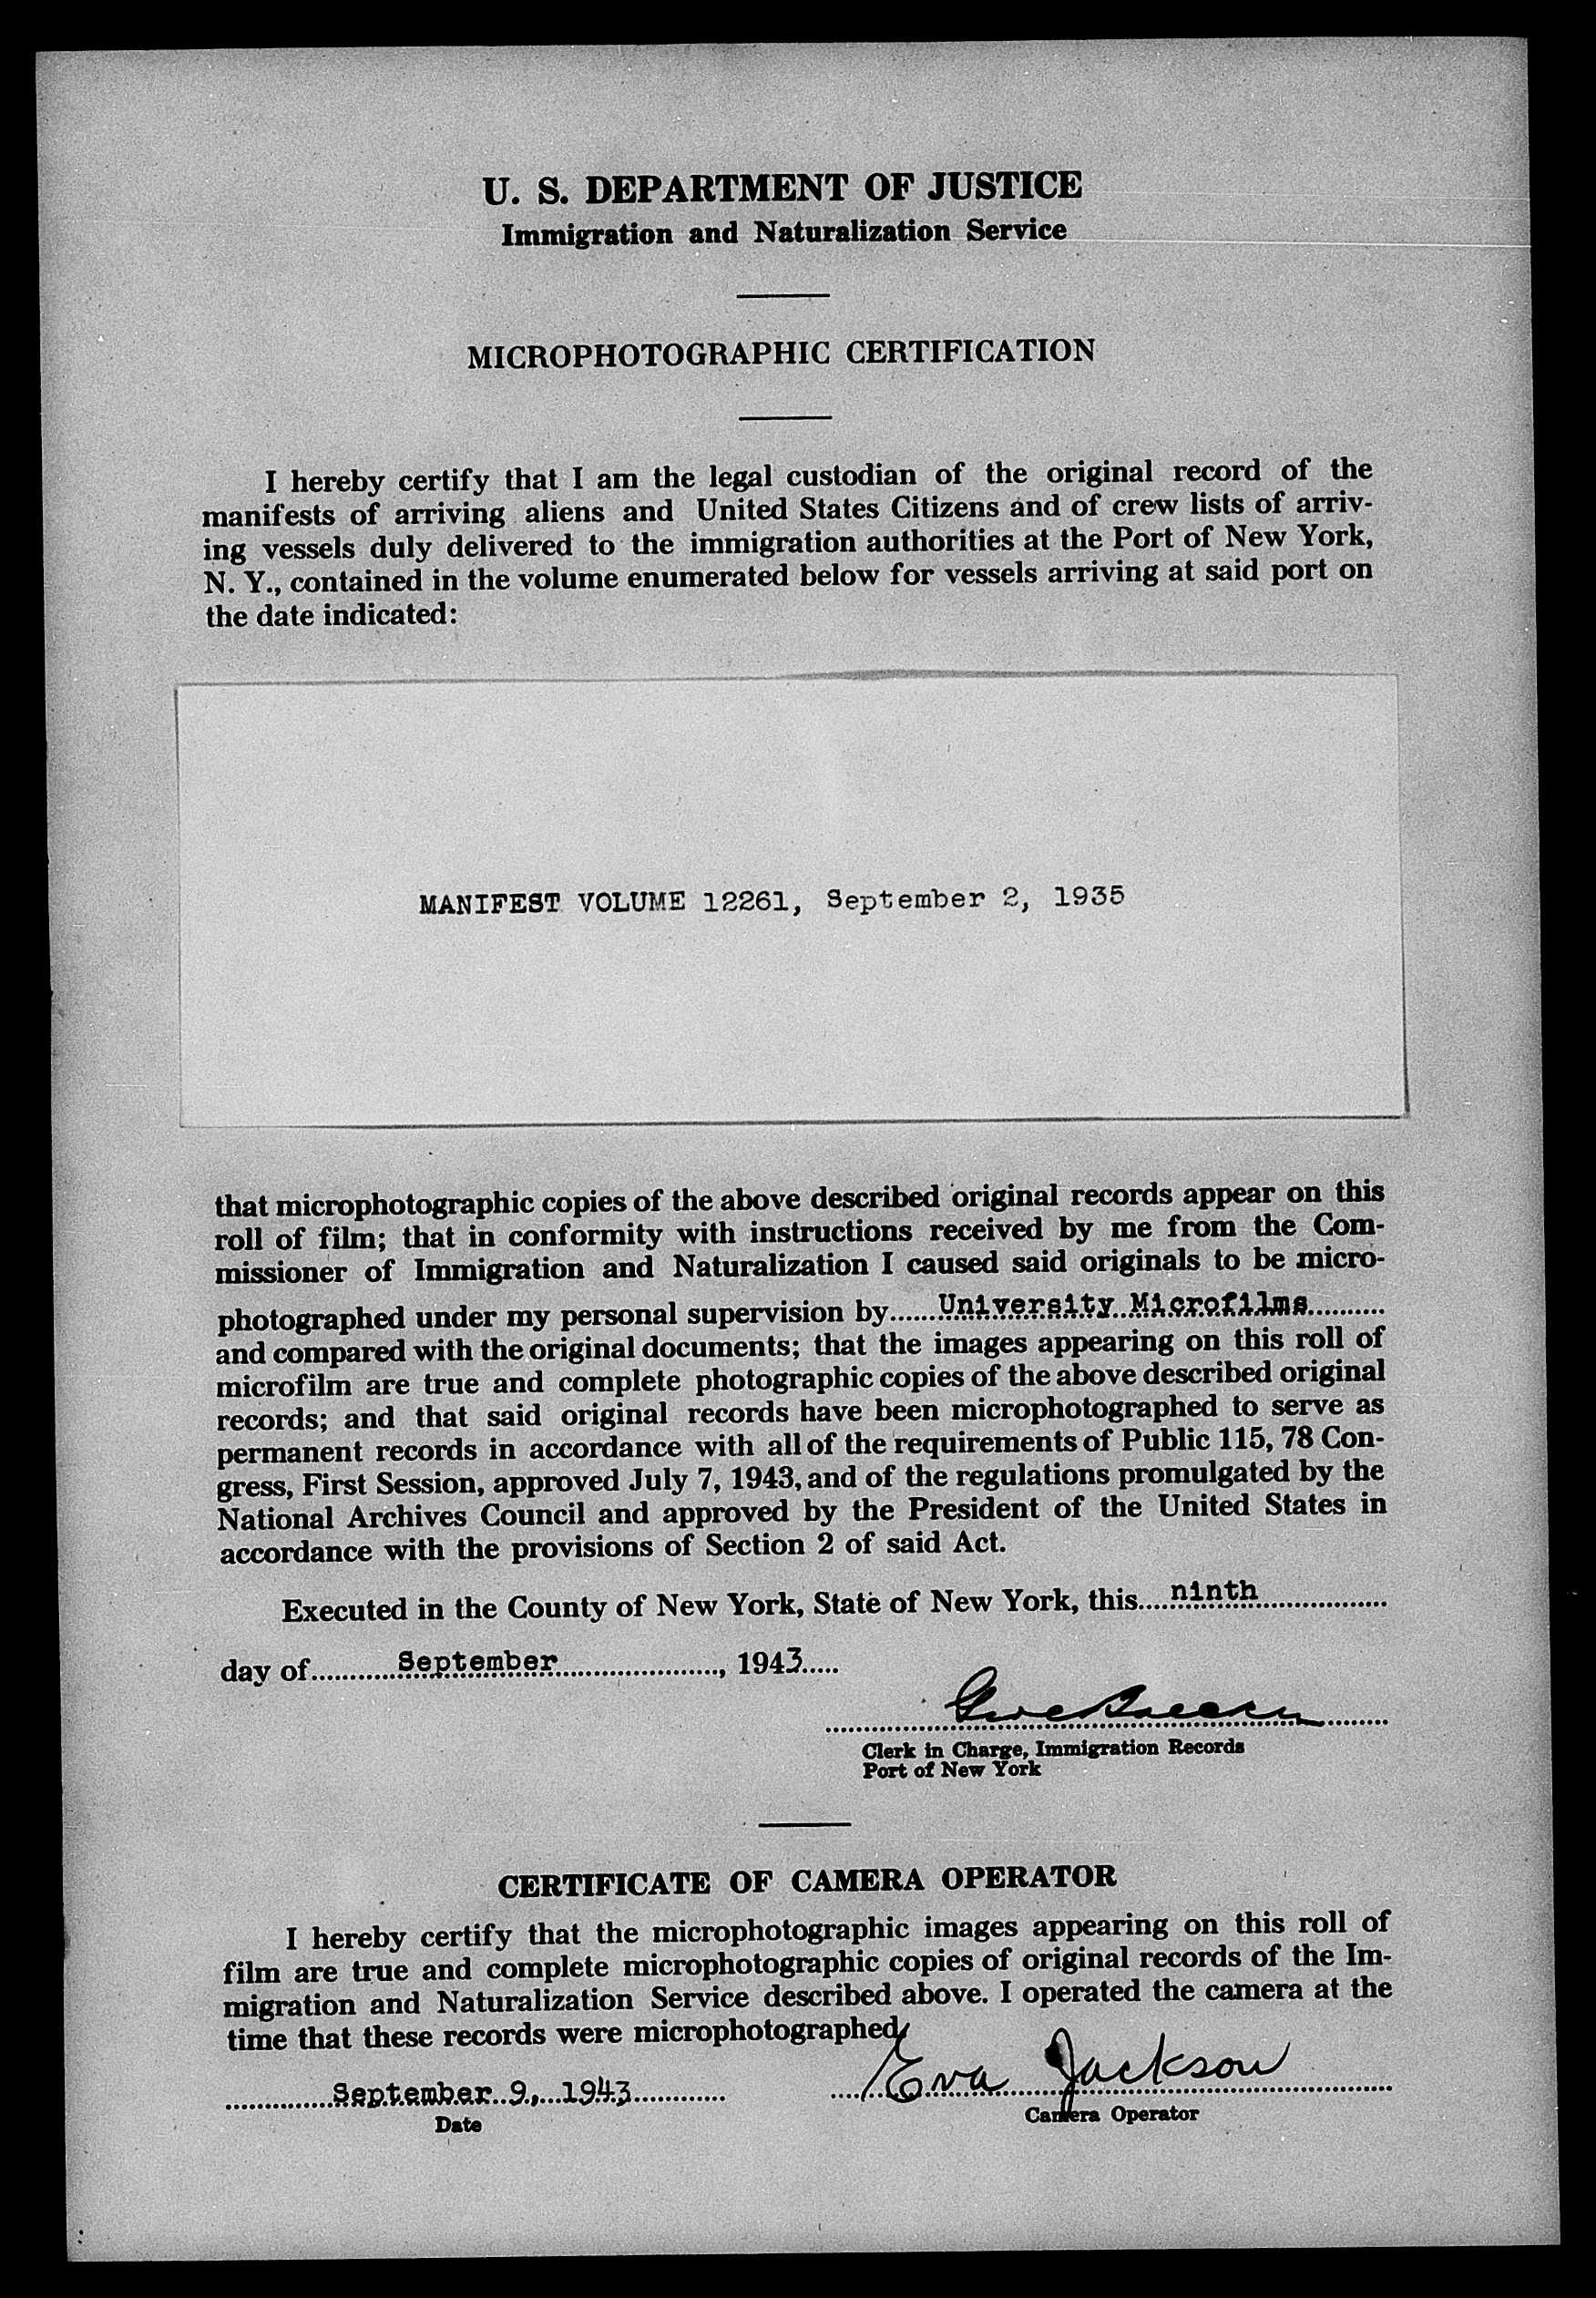 U. S. DEPARTMENT OF JUSTICE
Immigration and Naturalization Service
MICROPHOTOGRAPHIC CERTIFICATION
I hereby certify that I am the legal custodian of the original record of the
manifests of arriving aliens and United States Citizens and of crew lists of arriv-
ing vessels duly delivered to the immigration authorities at the Port of New York,
N. Y., contained in the volume enumerated below for vessels arriving at said port on
the date indicated:
MANIFEST VOLUME 12261, September 2, 1935
that microphotographic copies of the above described original records appear on this
roll of film; that in conformity with instructions received by me from the Com-
missioner of Immigration and Naturalization I caused said originals to be micro-
photographed under my personal supervision by......University Microfilms..........
and compared with the original documents; that the images appearing on this roll of
microfilm are true and complete photographic copies of the above described original
records; and that said original records have been microphotographed to serve as
permanent records in accordance with all of the requirements of Public 115, 78 Con-
gress, First Session, approved July 7, 1943, and of the regulations promulgated by the
National Archives Council and approved by the President of the United States in
accordance with the provisions of Section 2 of said Act.
Executed in the County of New York, State of New York, this.....ninth.................
day of...........September......................, 1943.....
Clerk in Charge, Immigration Records
Port of New York
CERTIFICATE OF CAMERA OPERATOR
I hereby certify that the microphotographic images appearing on this roll of
film are true and complete microphotographic copies of original records of the Im-
migration and Naturalization Service described above. I operated the camera at the
time that these records were microphotographed.
September 9, 1943 Eva Jackson
Date Camera Operator